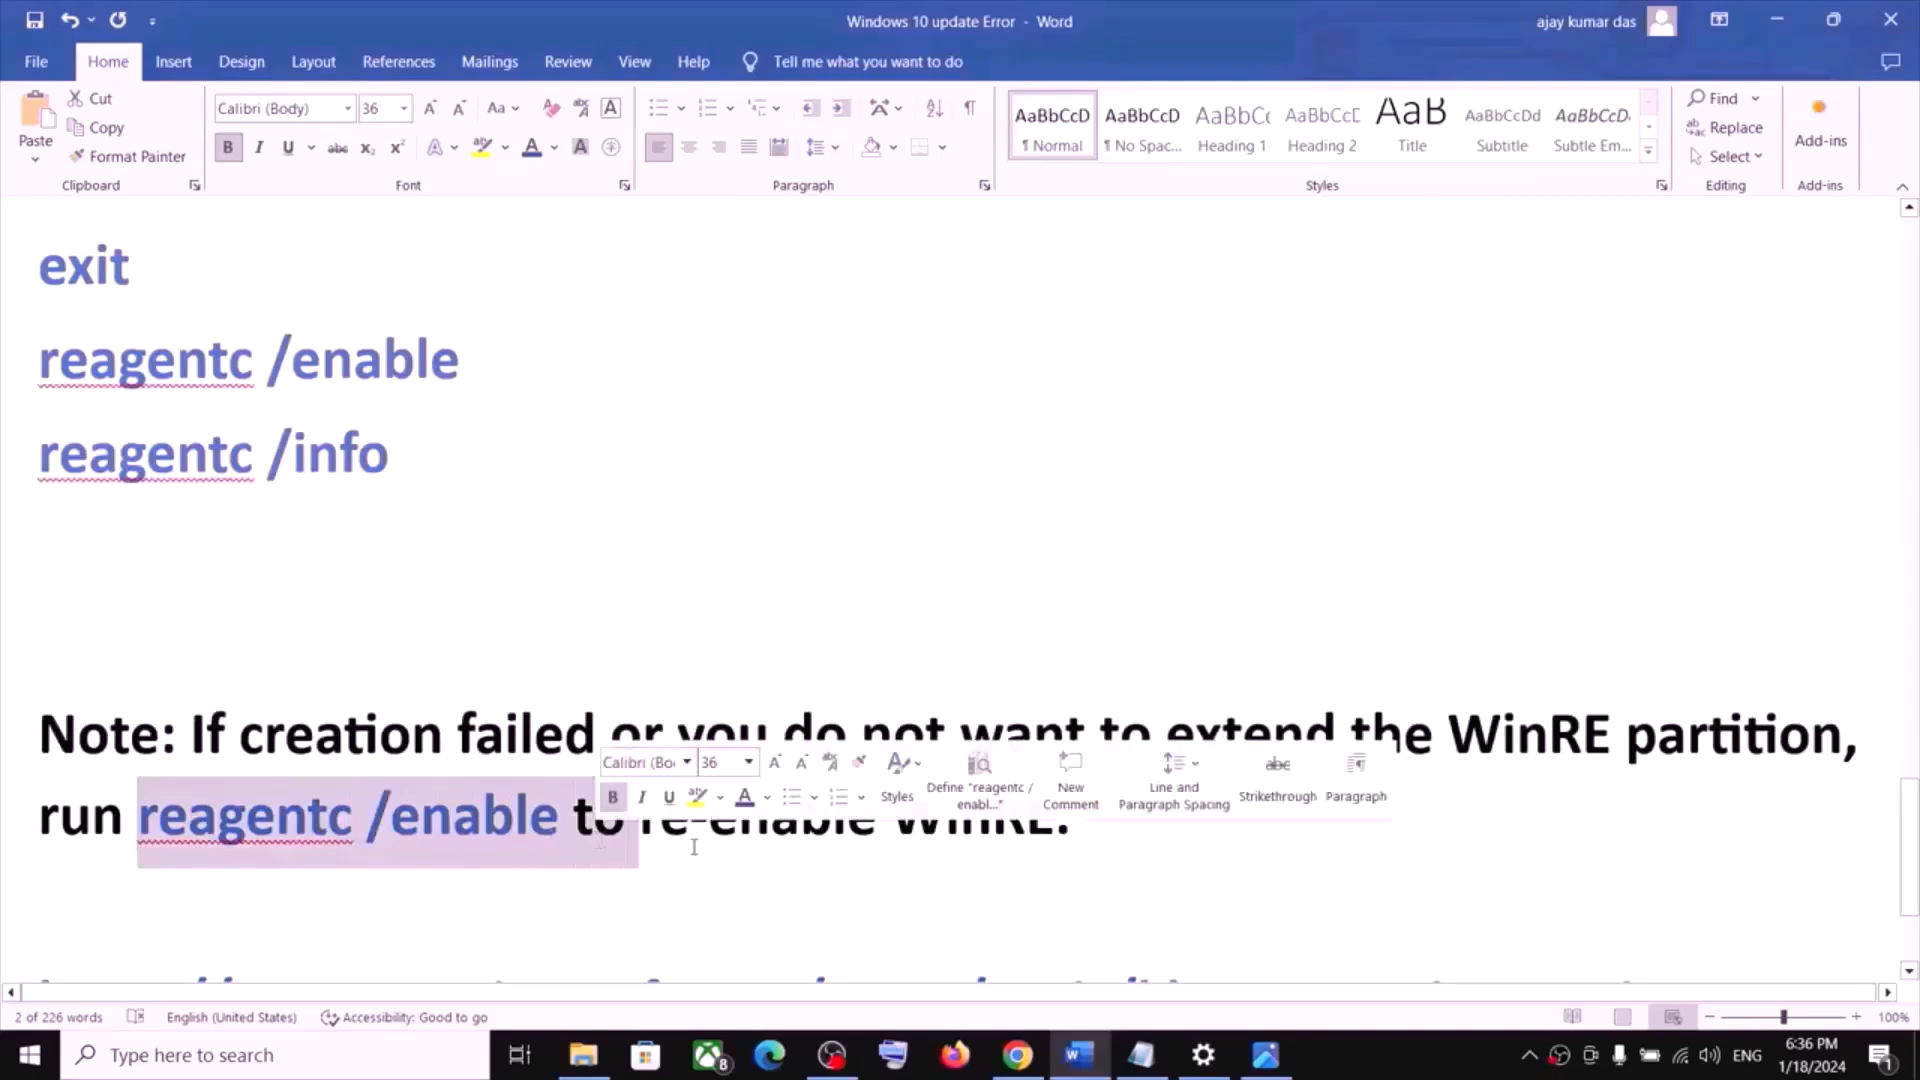 Windows 10 update Error - Word
ajay kumar das
File Home Insert Design Layout References Mailings Review View Help Tell me what you want to do
Paste
Cut
Copy
Format Painter
Clipboard
Calibri (Body) 36
Font
Paragraph
AaBbCcD AaBbCcD AaBbCc AaBbCcD AaB AaBbCcDd AaBbCcD.
¶ Normal ¶ No Spac... Heading 1 Heading 2 Title Subtitle Subtle Em...
Styles
Find
Replace
Select
Editing
Add-ins
Add-ins
exit
reagentc /enable
reagentc /info
Note: If creation failed or you do not want to extend the WinRE partition,
run reagentc /enable to re-enable WinRE.
Calibri (Bo 36
Styles
Define "reagentc / enabl..."
New Comment
Line and Paragraph Spacing
Strikethrough
Paragraph
2 of 226 words English (United States) Accessibility: Good to go 100%
Type here to search
8
ENG
6:36 PM
1/18/2024
1